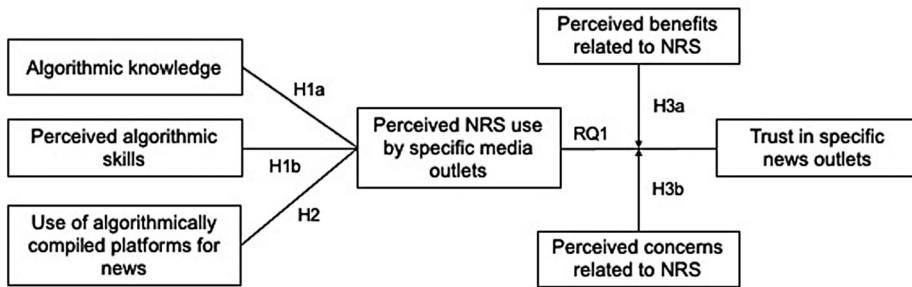 Algorithmic knowledge
H1a
Perceived algorithmic
skills
H1b
Use of algorithmically
compiled platforms for
news
H2
Perceived NRS use
by specific media
outlets
RQ1
Perceived benefits
related to NRS
H3a
H3b
Perceived concerns
related to NRS
Trust in specific
news outlets